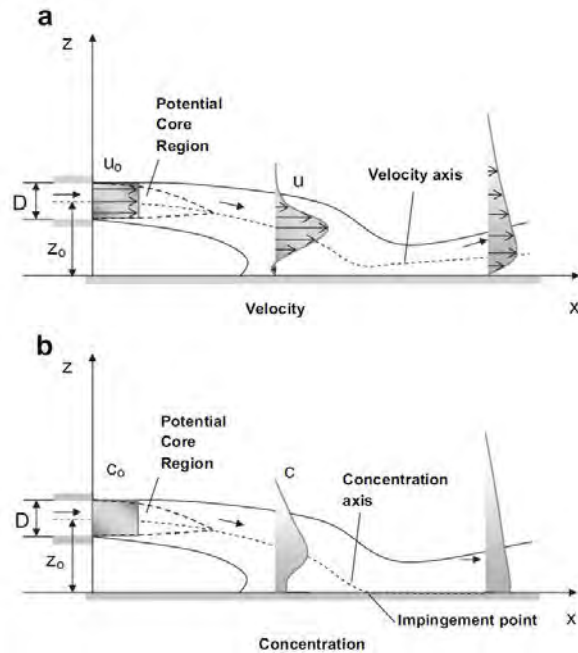 a
z
Potential
Core
Region
u₀
u
Velocity axis
D
z₀
Velocity
x
b
z
Potential
Core
Region
c₀
c
Concentration
axis
D
z₀
x
Impingement point
Concentration